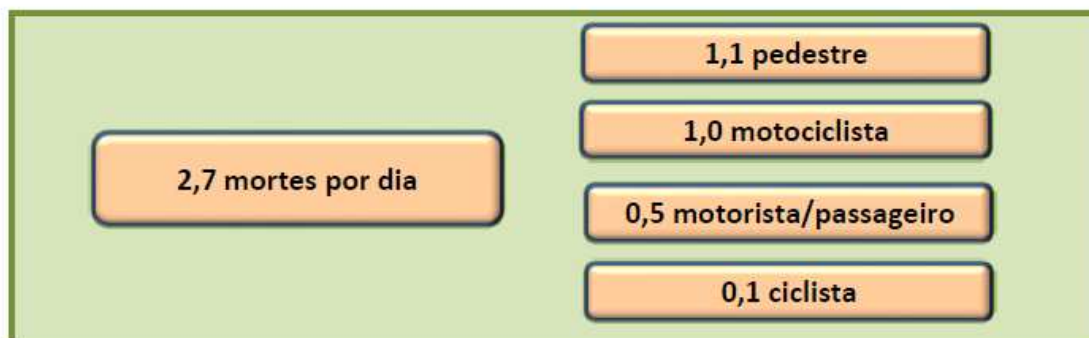 2,7 mortes por dia
1,1 pedestre
1,0 motociclista
0,5 motorista/passageiro
0,1 ciclista